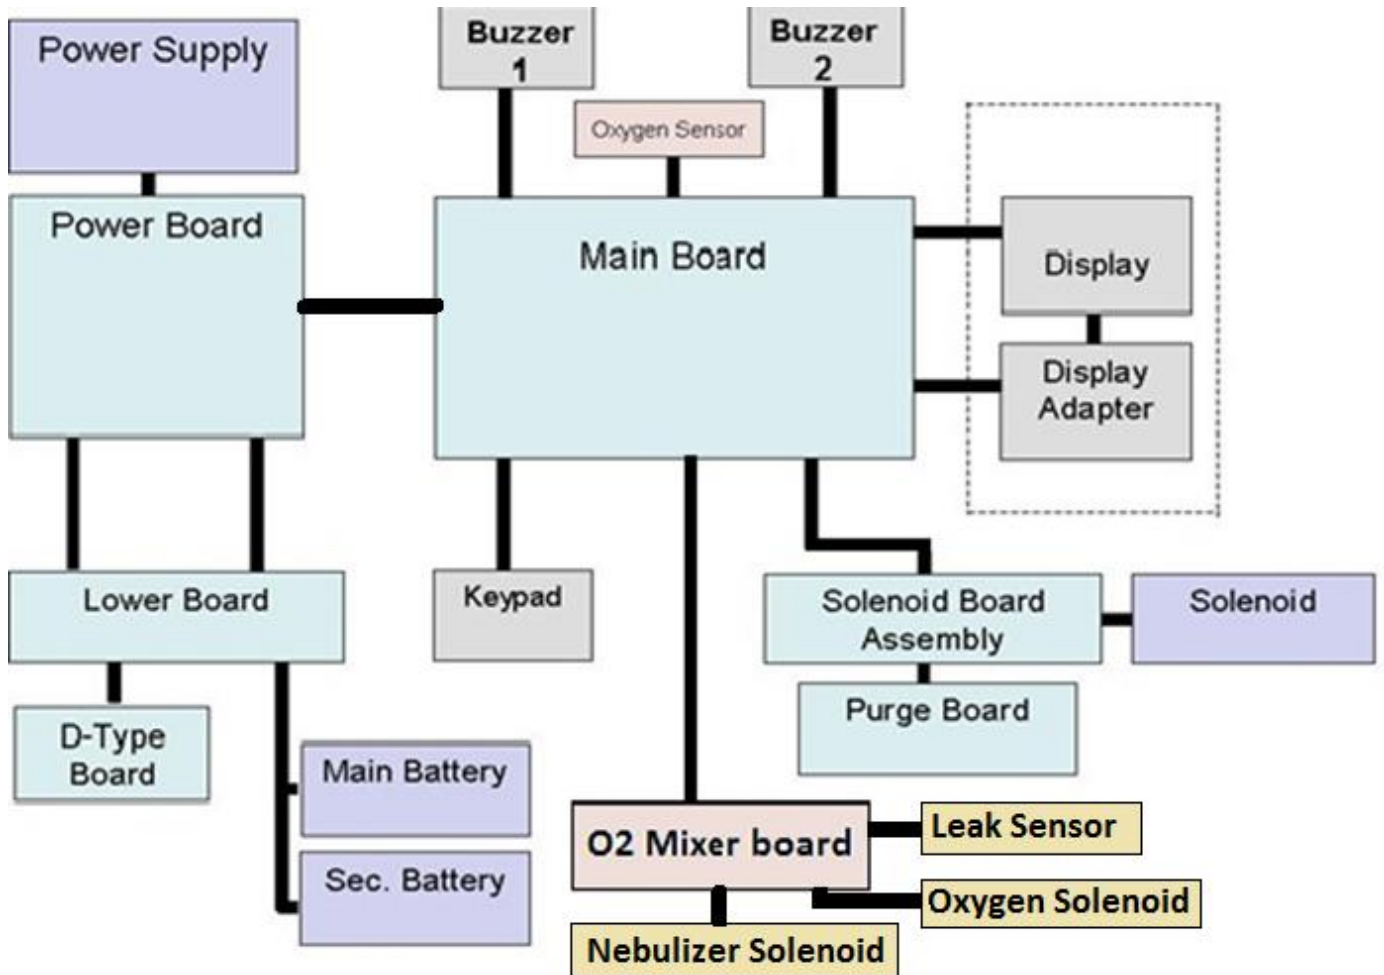 Power Supply
Buzzer
1
Buzzer
2
Oxygen Sensor
Power Board
Main Board
Display
Display
Adapter
Lower Board
Keypad
Solenoid Board
Assembly
Solenoid
Purge Board
D-Type
Board
Main Battery
Sec. Battery
O2 Mixer board
Leak Sensor
Oxygen Solenoid
Nebulizer Solenoid